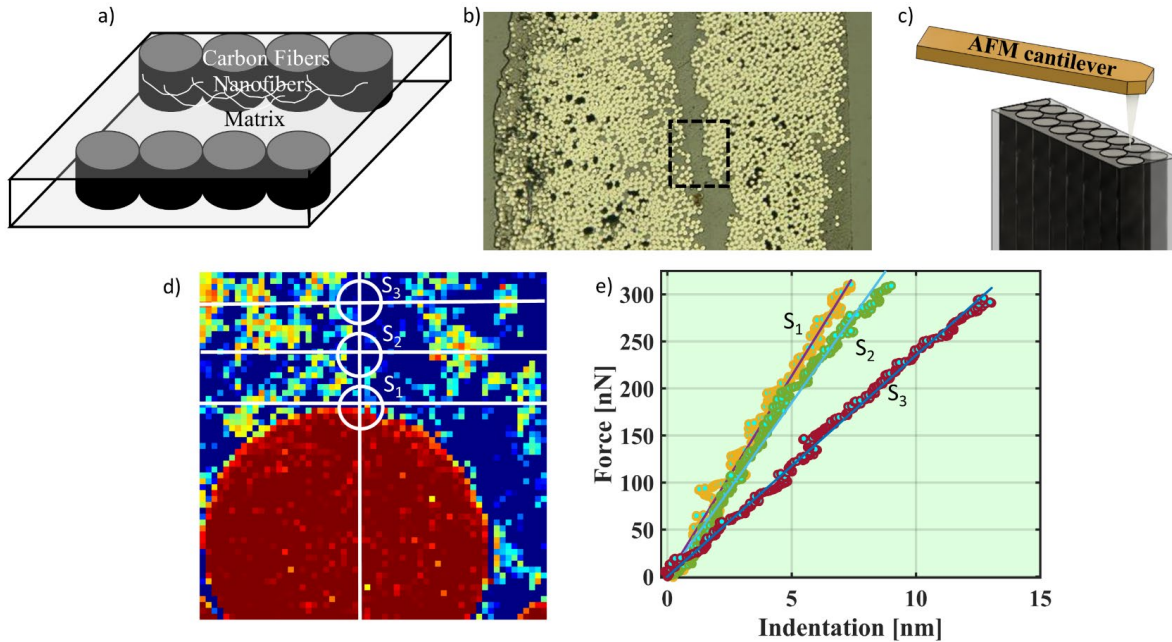 a)
Carbon Fibers
Nanofibers
Matrix
b)
c)
AFM cantilever
d)
S3
S2
S1
e)
300
250
200
150
100
50
0
Force [nN]
S1
S2
S3
0 5 10 15
Indentation [nm]